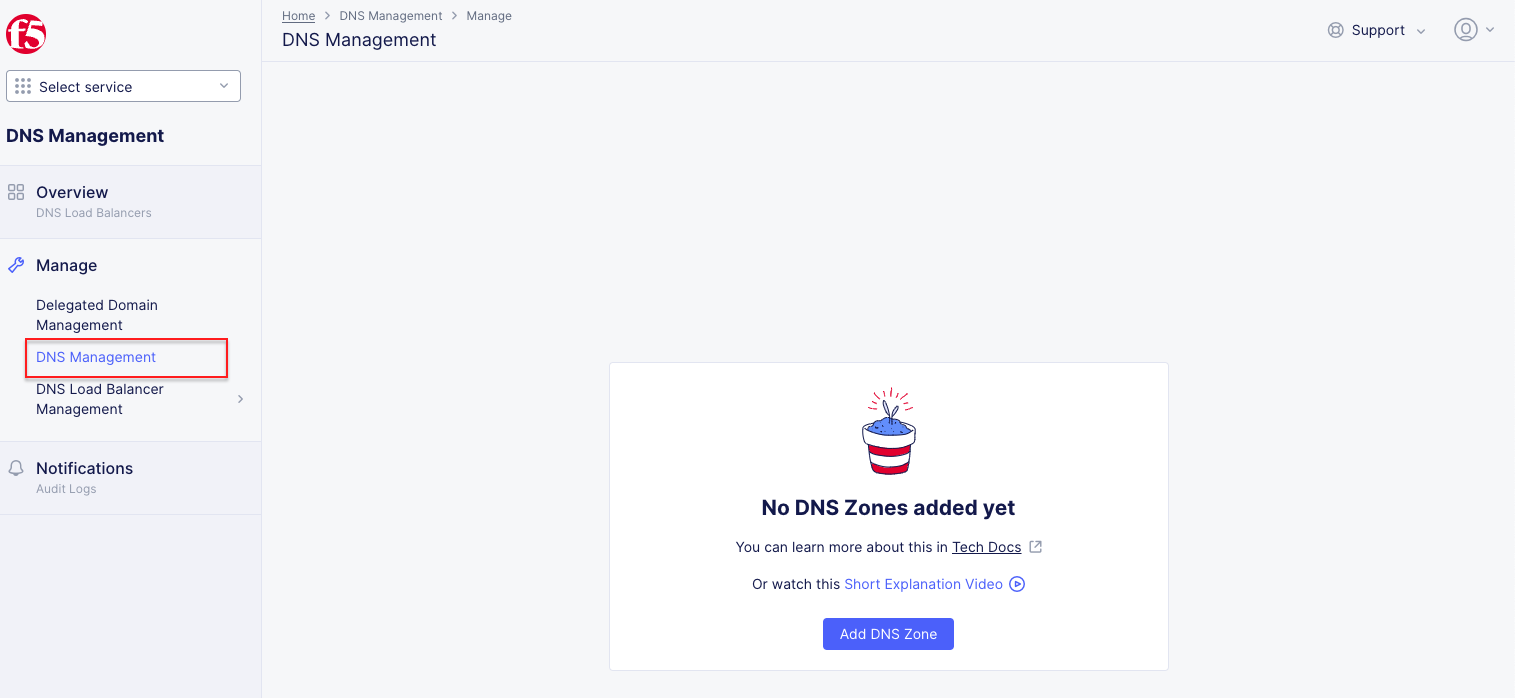 f5
Select service
DNS Management
Overview
DNS Load Balancers
Manage
Delegated Domain
Management
DNS Management
DNS Load Balancer
Management
Notifications
Audit Logs
Home > DNS Management > Manage
DNS Management
Support
No DNS Zones added yet
You can learn more about this in Tech Docs
Or watch this Short Explanation Video
Add DNS Zone